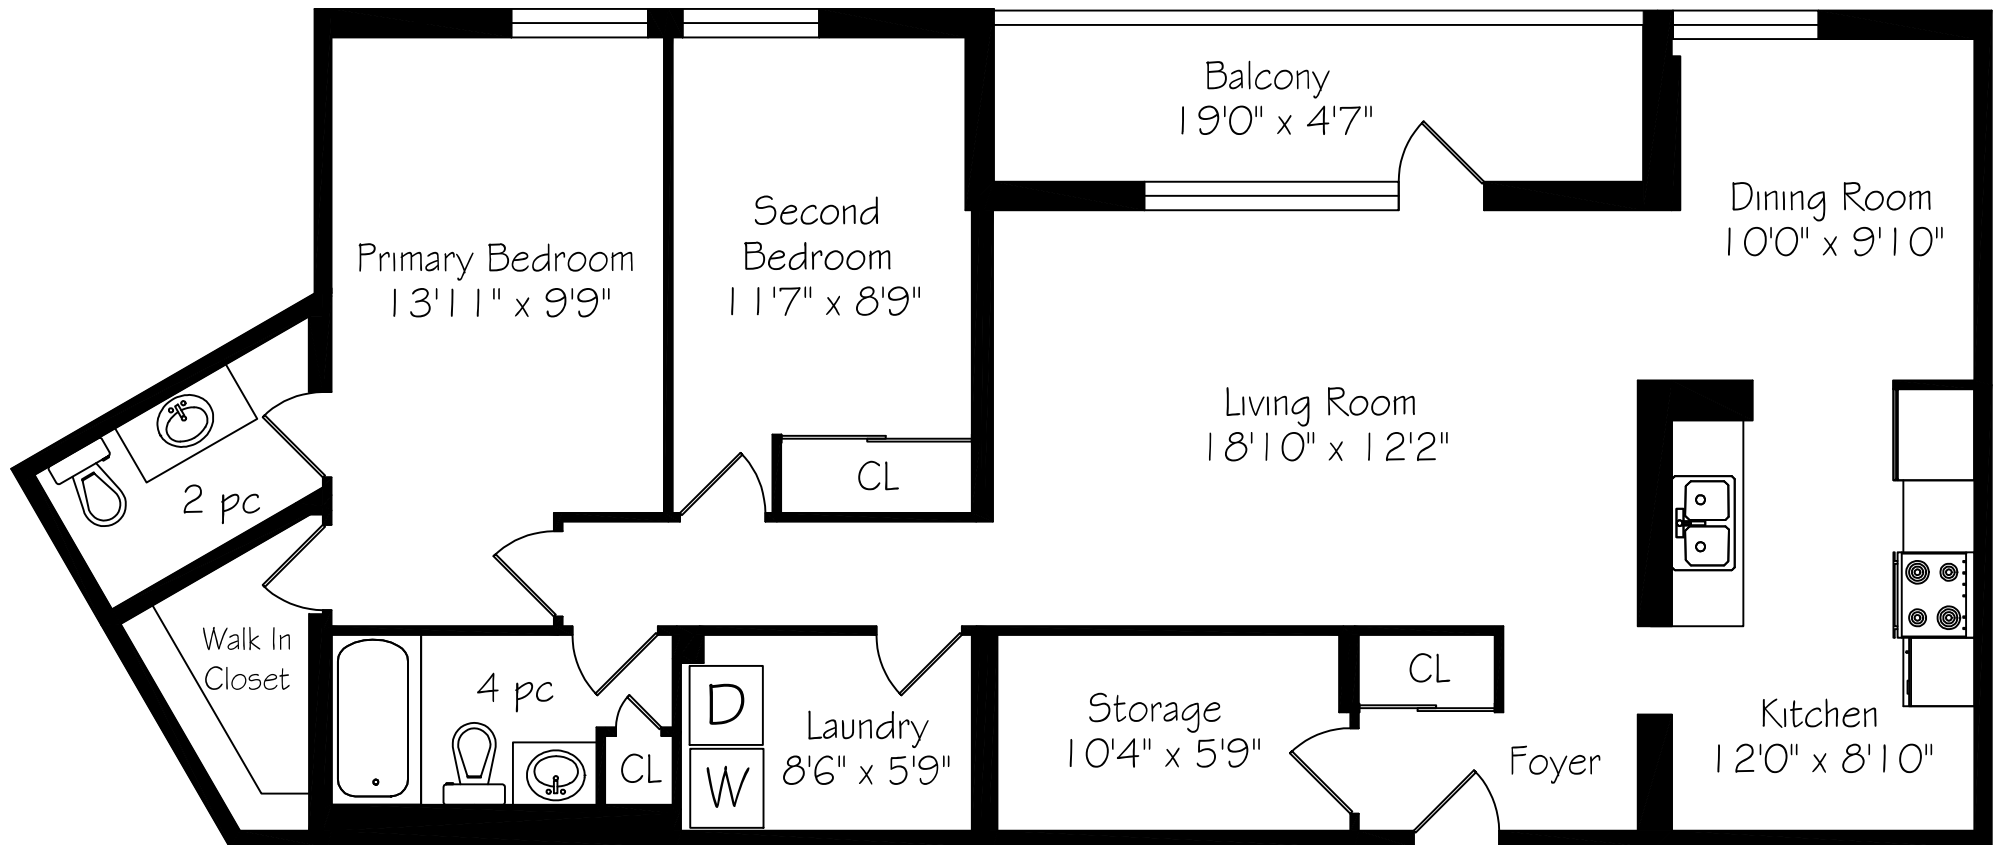 Balcony
19'0" x 4'7"
Dining Room
10'0" x 9'10"
Second
Bedroom
11'7" x 8'9"
Primary Bedroom
13'11" x 9'9"
Living Room
18'10" x 12'2"
CL
2 pc
Walk In
Closet
4 pc
CL
D
W
Laundry
8'6" x 5'9"
Storage
10'4" x 5'9"
CL
Foyer
Kitchen
12'0" x 8'10"